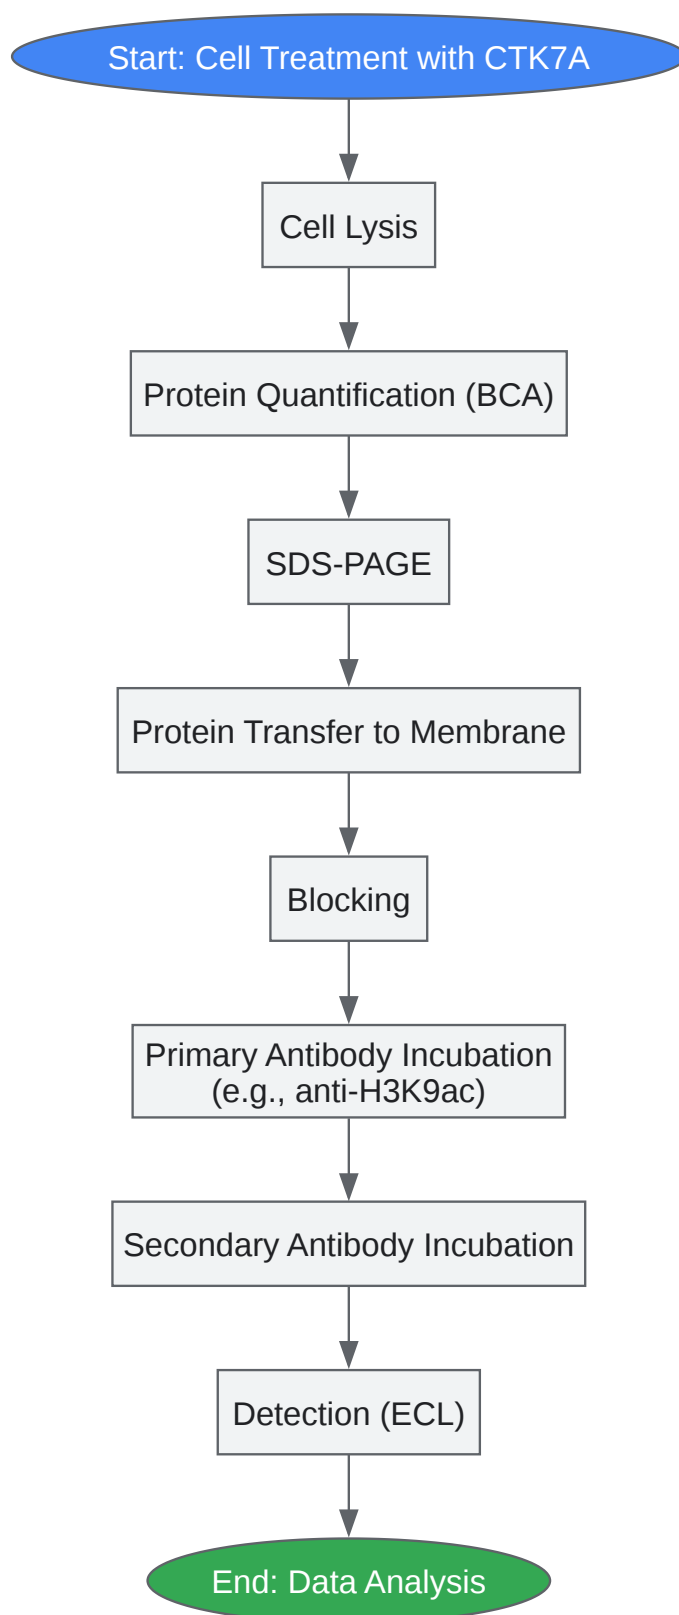 Start: Cell Treatment with CTK7A
Cell Lysis
Protein Quantification (BCA)
SDS-PAGE
Protein Transfer to Membrane
Blocking
Primary Antibody Incubation
(e.g., anti-H3K9ac)
Secondary Antibody Incubation
Detection (ECL)
End: Data Analysis